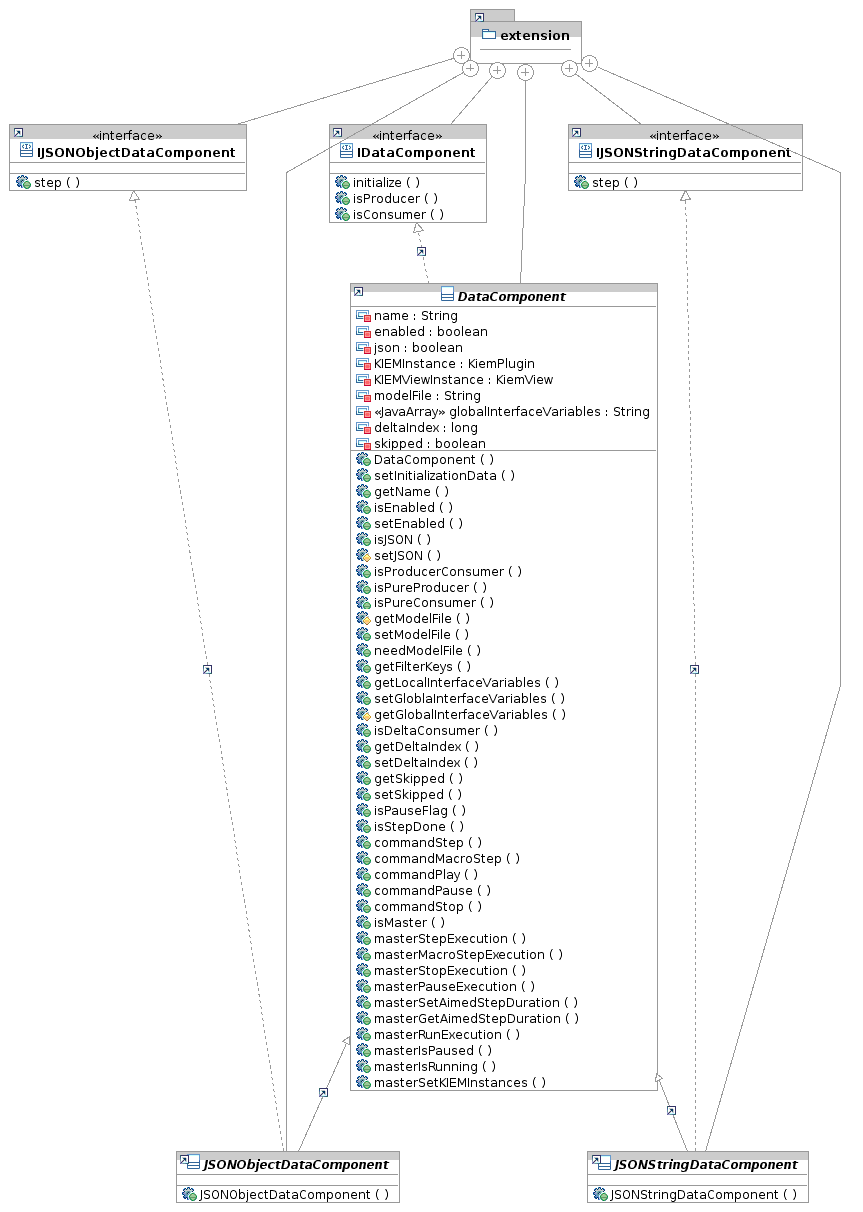 extension
«interface»
IJSONObjectDataComponent
step ( )
«interface»
IDataComponent
initialize ( )
isProducer ( )
isConsumer ( )
«interface»
IJSONStringDataComponent
step ( )
DataComponent
name : String
enabled : boolean
json : boolean
KIEMInstance : KiemPlugin
KIEMViewInstance : KiemView
modelFile : String
«JavaArray» globalInterfaceVariables : String
deltaIndex : long
skipped : boolean
DataComponent ( )
setInitializationData ( )
getName ( )
isEnabled ( )
setEnabled ( )
isJSON ( )
setJSON ( )
isProducerConsumer ( )
isPureProducer ( )
isPureConsumer ( )
getModelFile ( )
setModelFile ( )
needModelFile ( )
getFilterKeys ( )
getLocalInterfaceVariables ( )
setGloblaInterfaceVariables ( )
getGlobalInterfaceVariables ( )
isDeltaConsumer ( )
getDeltaIndex ( )
setDeltaIndex ( )
getSkipped ( )
setSkipped ( )
isPauseFlag ( )
isStepDone ( )
commandStep ( )
commandMacroStep ( )
commandPlay ( )
commandPause ( )
commandStop ( )
isMaster ( )
masterStepExecution ( )
masterMacroStepExecution ( )
masterStopExecution ( )
masterPauseExecution ( )
masterSetAimedStepDuration ( )
masterGetAimedStepDuration ( )
masterRunExecution ( )
masterIsPaused ( )
masterIsRunning ( )
masterSetKIEMInstances ( )
JSONObjectDataComponent
JSONObjectDataComponent ( )
JSONStringDataComponent
JSONStringDataComponent ( )